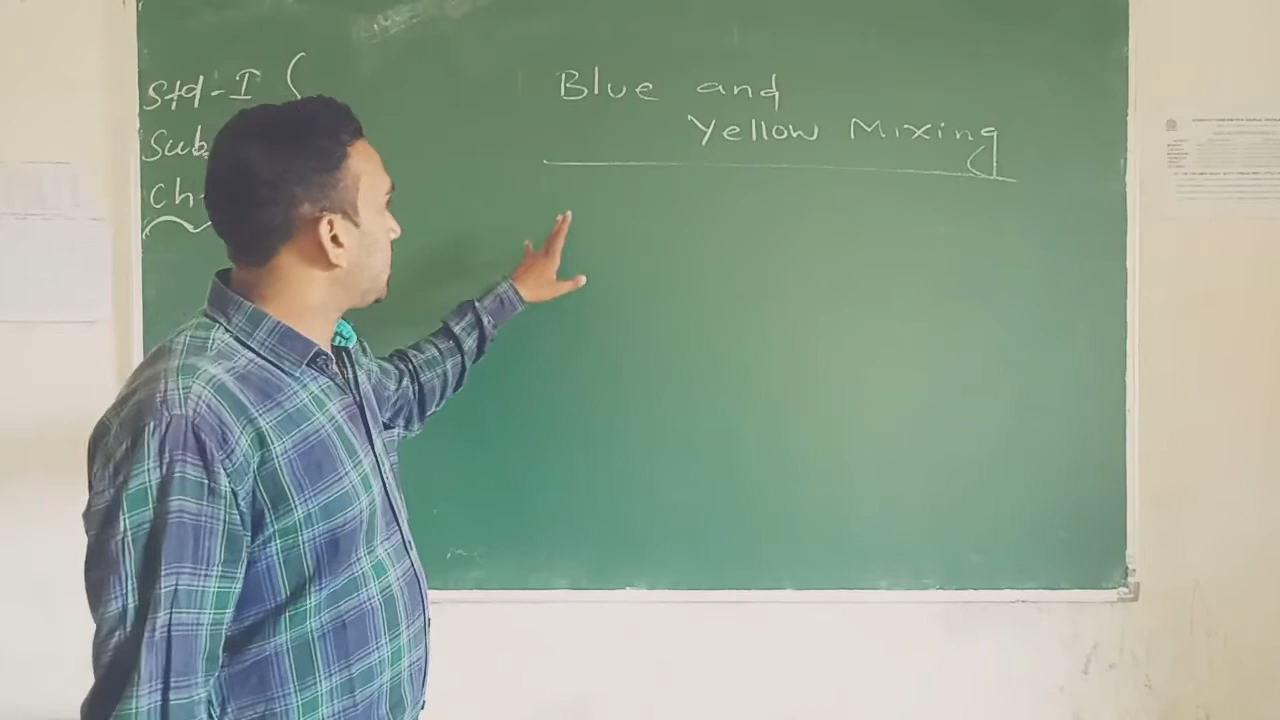 Std-I (
Sub
Ch-
Blue and
Yellow Mixing